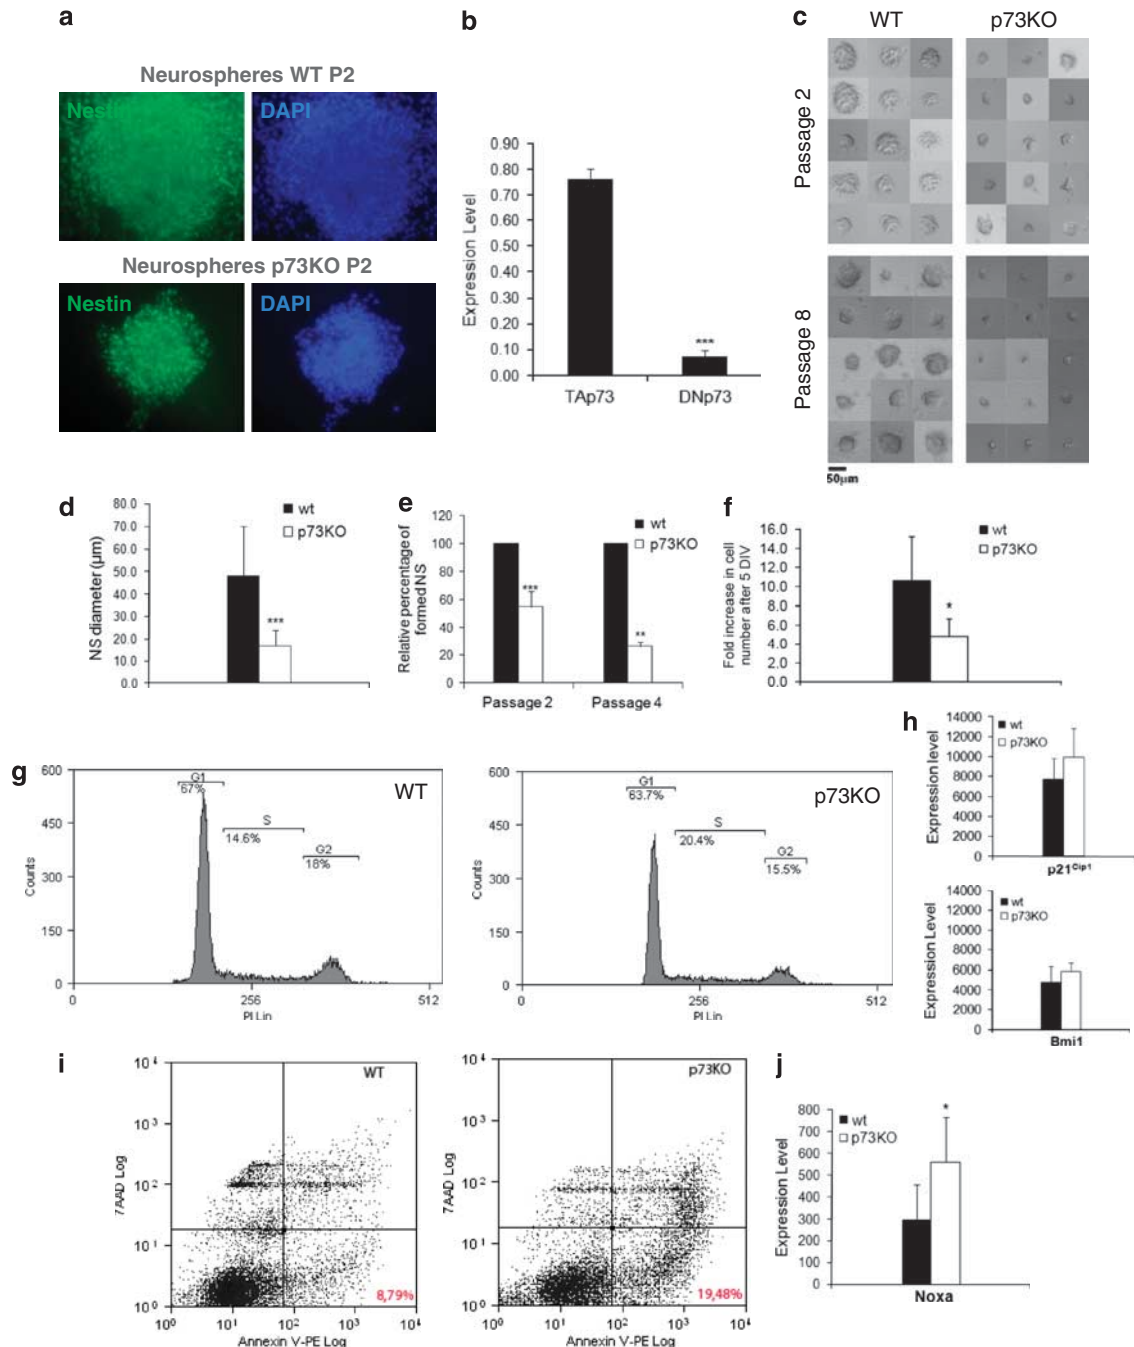 a
Neurospheres WT P2
Nestin
DAPI
Neurospheres p73KO P2
Nestin
DAPI
b
Expression Level
0.90
0.80
0.70
0.60
0.50
0.40
0.30
0.20
0.10
0.00
***
TAp73
DNp73
c
WT
p73KO
Passage 2
Passage 8
50µm
d
NS diameter (µm)
80.0
70.0
60.0
50.0
40.0
30.0
20.0
10.0
0.0
wt
p73KO
***
e
Relative percentage of
formed NS
120
100
80
60
40
20
0
wt
p73KO
***
**
Passage 2
Passage 4
f
Fold increase in cell
number after 5 DIV
16.0
14.0
12.0
10.0
8.0
6.0
4.0
2.0
0.0
wt
p73KO
*
g
Counts
600
450
300
150
0
G1
67%
S
14.6%
G2
18%
WT
0
256
512
PI Lin
Counts
600
450
300
150
0
G1
63.7%
S
20.4%
G2
15.5%
p73KO
0
256
512
PI Lin
h
Expression level
14000
12000
10000
8000
6000
4000
2000
0
wt
p73KO
p21Cip1
Expression Level
14000
12000
10000
8000
6000
4000
2000
0
wt
p73KO
Bmi1
i
7AAD Log
10⁴
10³
10²
10¹
10⁰
WT
8,79%
10⁰
10¹
10²
10³
10⁴
Annexin V-PE Log
7AAD Log
10⁴
10³
10²
10¹
10⁰
p73KO
19,48%
10⁰
10¹
10²
10³
10⁴
Annexin V-PE Log
j
Expression Level
800
700
600
500
400
300
200
100
0
wt
p73KO
*
Noxa